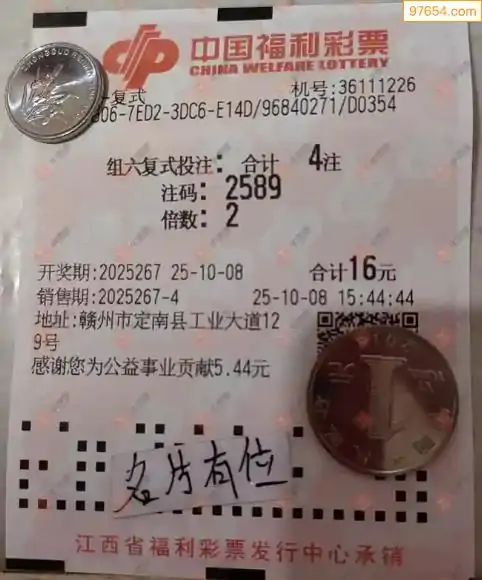 97654.com
中国福利彩票
CHINA WELFARE LOTTERY
-复式
机号:36111226
D06-7ED2-3DC6-E14D/96840271/D0354
组六复式投注: 合计 4注
注码: 2589
倍数: 2
开奖期:2025267 25-10-08 合计16元
销售期:2025267-4 25-10-08 15:44:44
地址:赣州市定南县工业大道12
9号
感谢您为公益事业贡献5.44元
名片有位
江西省福利彩票发行中心承销